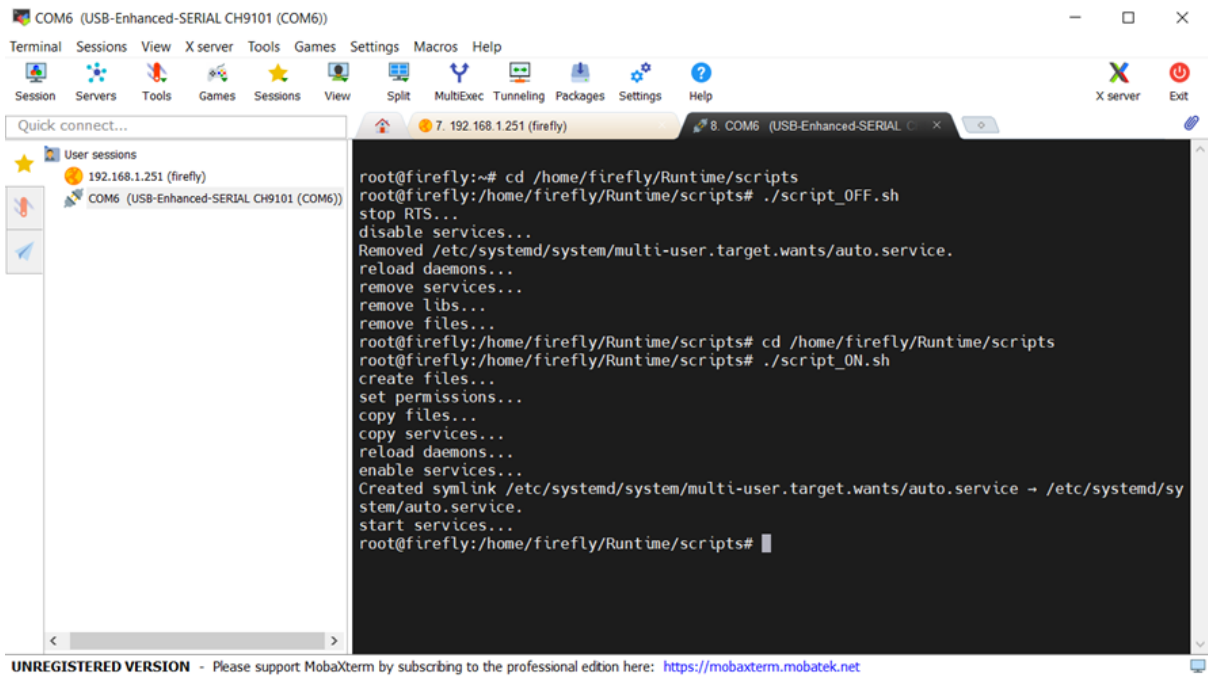 COM6 (USB-Enhanced-SERIAL CH9101 (COM6))
Terminal Sessions View X server Tools Games Settings Macros Help
Session Servers Tools Games Sessions View Split MultiExec Tunneling Packages Settings Help X server Exit
Quick connect...
7. 192.168.1.251 (firefly)
8. COM6 (USB-Enhanced-SERIAL
User sessions
192.168.1.251 (firefly)
COM6 (USB-Enhanced-SERIAL CH9101 (COM6))
root@firefly:~# cd /home/firefly/Runtime/scripts
root@firefly:/home/firefly/Runtime/scripts# ./script_OFF.sh
stop RTS...
disable services...
Removed /etc/systemd/system/multi-user.target.wants/auto.service.
reload daemons...
remove services...
remove libs...
remove files...
root@firefly:/home/firefly/Runtime/scripts# cd /home/firefly/Runtime/scripts
root@firefly:/home/firefly/Runtime/scripts# ./script_ON.sh
create files...
set permissions...
copy files...
copy services...
reload daemons...
enable services...
Created symlink /etc/systemd/system/multi-user.target.wants/auto.service → /etc/systemd/sy
stem/auto.service.
start services...
root@firefly:/home/firefly/Runtime/scripts#
UNREGISTERED VERSION - Please support MobaXterm by subscribing to the professional edition here: https://mobaxterm.mobatek.net